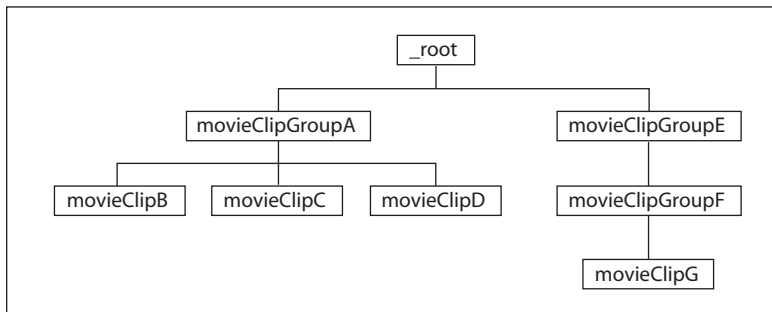 _root
movieClipGroupA
movieClipGroupE
movieClipB
movieClipC
movieClipD
movieClipGroupF
movieClipG